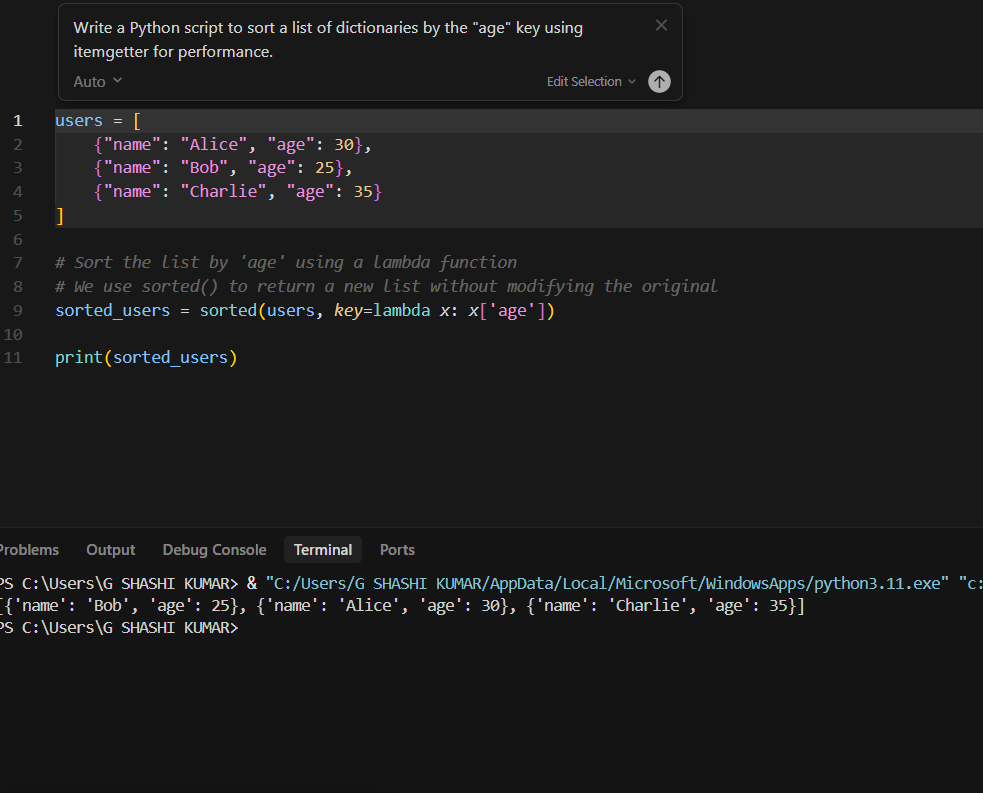 Write a Python script to sort a list of dictionaries by the "age" key using
itemgetter for performance.
Auto
Edit Selection
1 users = [
2     {"name": "Alice", "age": 30},
3     {"name": "Bob", "age": 25},
4     {"name": "Charlie", "age": 35}
5 ]
6
7 # Sort the list by 'age' using a lambda function
8 # We use sorted() to return a new list without modifying the original
9 sorted_users = sorted(users, key=lambda x: x['age'])
10
11 print(sorted_users)
Problems Output Debug Console Terminal Ports
PS C:\Users\G SHASHI KUMAR> & "C:/Users/G SHASHI KUMAR/AppData/Local/Microsoft/WindowsApps/python3.11.exe" "c:
[{'name': 'Bob', 'age': 25}, {'name': 'Alice', 'age': 30}, {'name': 'Charlie', 'age': 35}]
PS C:\Users\G SHASHI KUMAR>